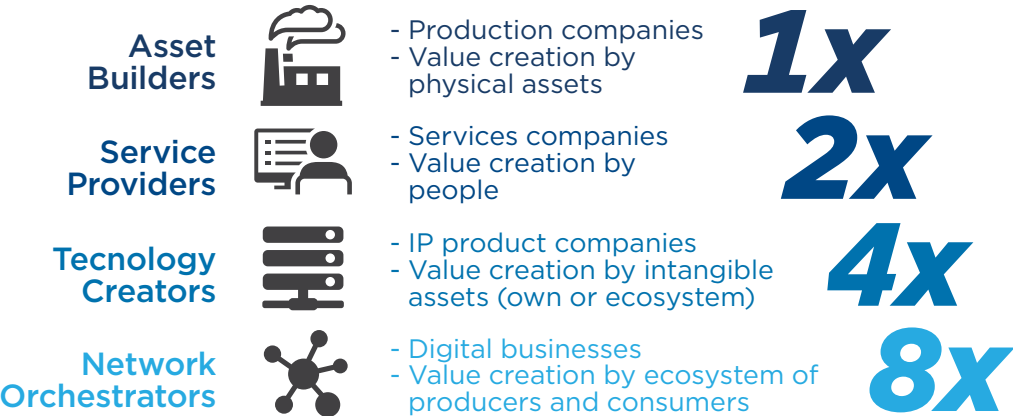 Asset
Builders
- Production companies
- Value creation by
physical assets
1x
Service
Providers
- Services companies
- Value creation by
people
2x
Tecnology
Creators
- IP product companies
- Value creation by intangible
assets (own or ecosystem)
4x
Network
Orchestrators
- Digital businesses
- Value creation by ecosystem of
producers and consumers
8x